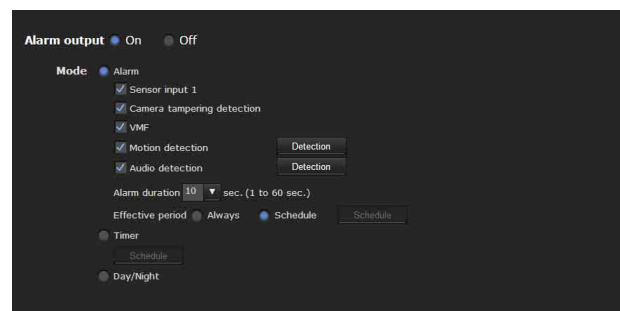 Alarm output On Off
Mode Alarm
Sensor input 1
Camera tampering detection
VMF
Motion detection Detection
Audio detection Detection
Alarm duration 10 sec. (1 to 60 sec.)
Effective period Always Schedule Schedule
Timer
Schedule
Day/Night